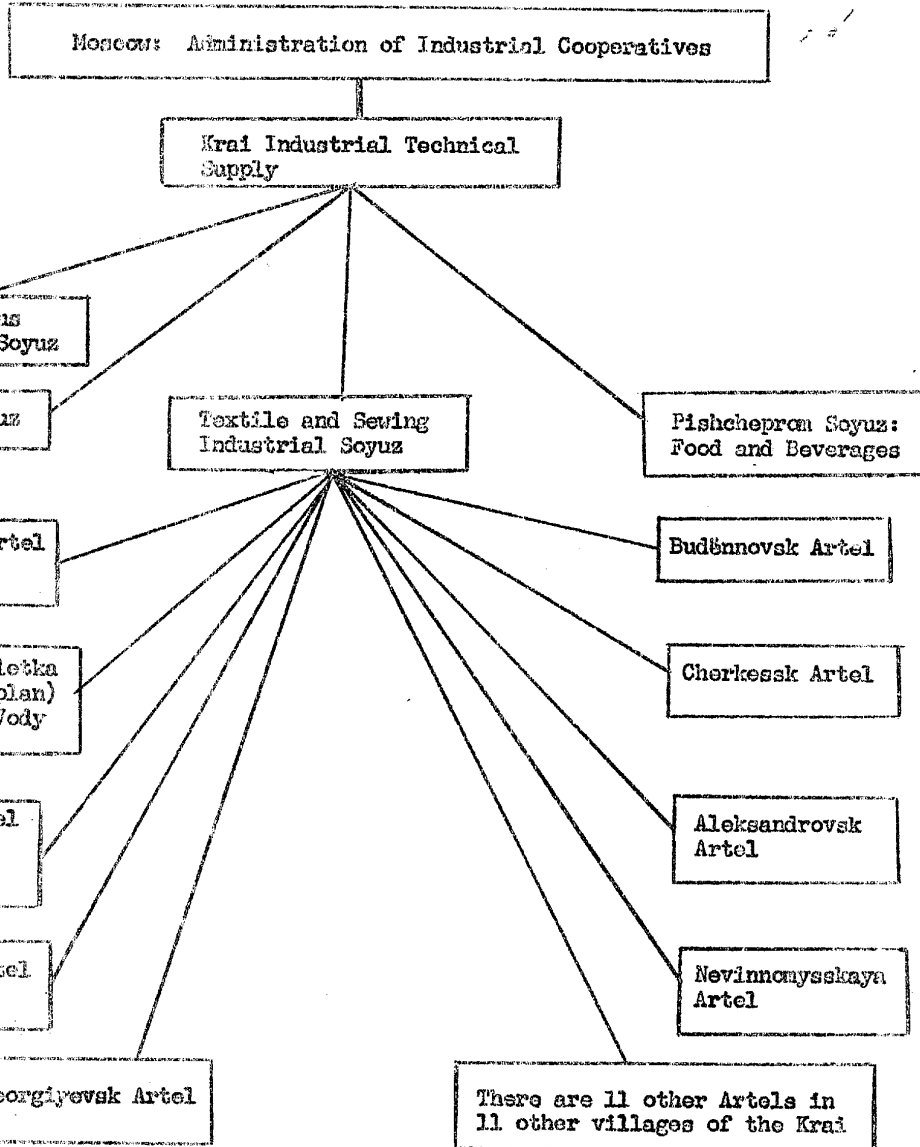 Moscow: Administration of Industrial Cooperatives
Krai Industrial Technical
Supply
Soyuz
Textile and Sewing
Industrial Soyuz
Pishcheprom Soyuz:
Food and Beverages
Budënnovsk Artel
plan)
Cherkessk Artel
Vody
Aleksandrovsk
Artel
Nevinnomysskaya
Artel
eorgiyevsk Artel
There are 11 other Artels in
11 other villages of the Krai